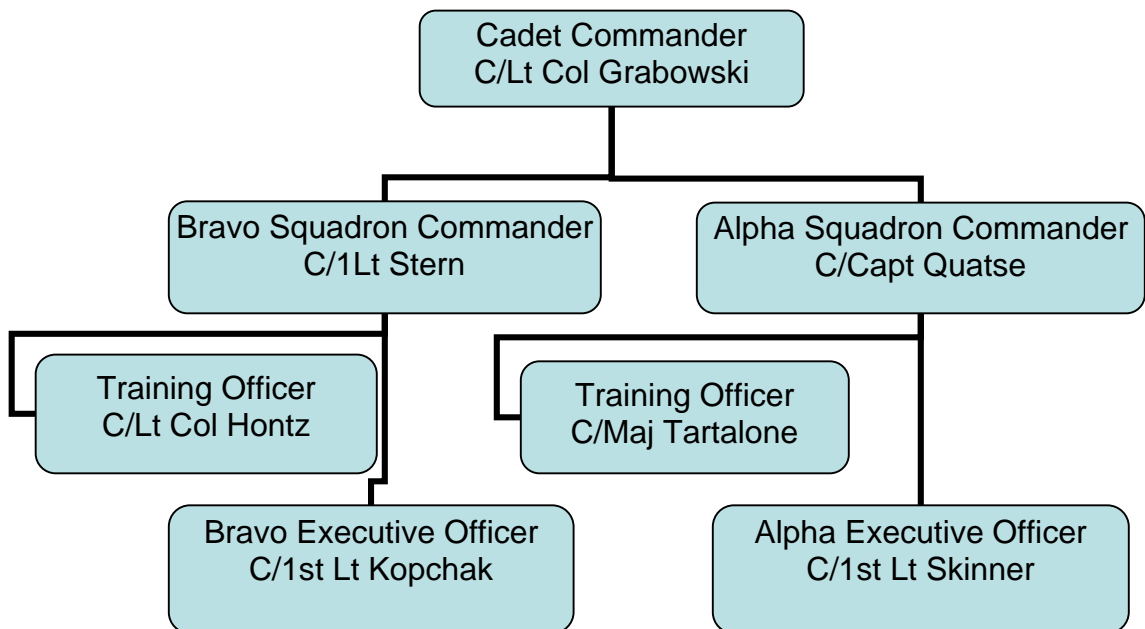 Cadet Commander
C/Lt Col Grabowski
Bravo Squadron Commander
C/1Lt Stern
Alpha Squadron Commander
C/Capt Quatse
Training Officer
C/Lt Col Hontz
Training Officer
C/Maj Tartalone
Bravo Executive Officer
C/1st Lt Kopchak
Alpha Executive Officer
C/1st Lt Skinner